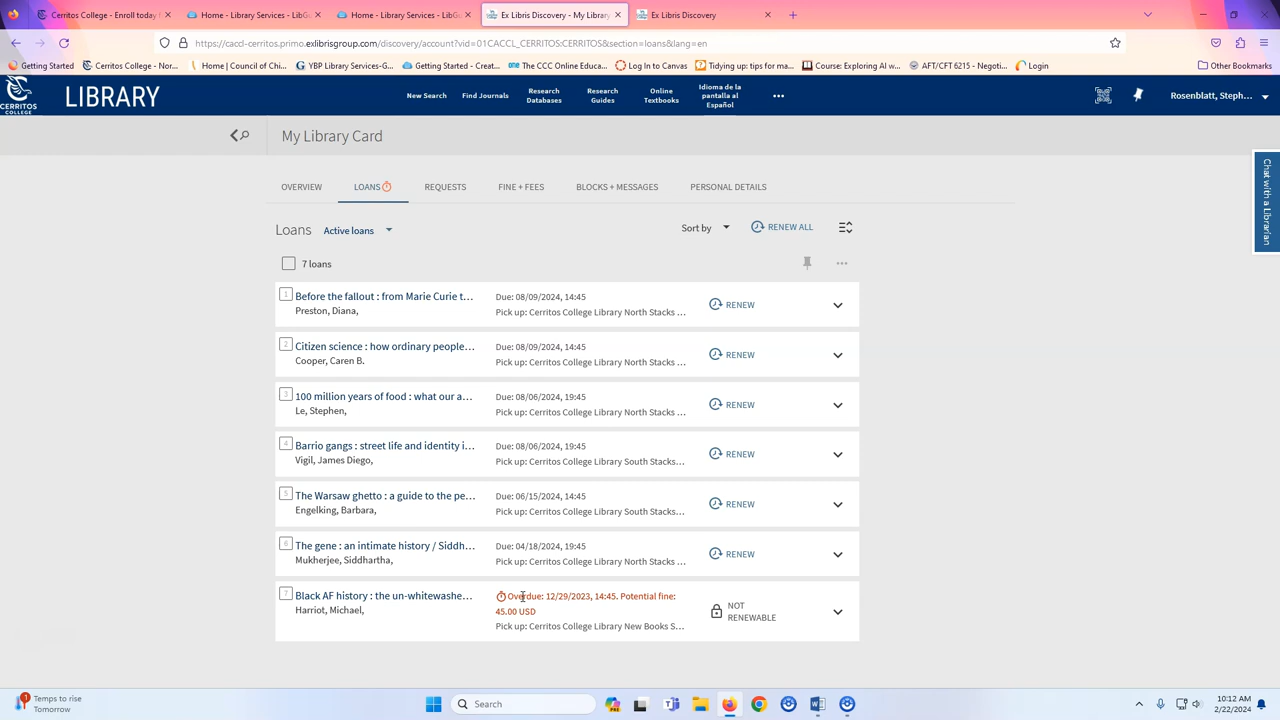 Cerritos College – Enroll today f
Home - Library Services - LibG
Home - Library Services - LibGu
Ex Libris Discovery - My Library
Ex Libris Discovery
https://caccl-cerritos.primo.exlibrisgroup.com/discovery/account?vid=01CACCL_CERRITOS:CERRITOS&section=loans&lang=en
Getting Started
Cerritos College - Nor...
Home | Council of Chi...
YBP Library Services-G...
Getting Started - Creat...
The CCC Online Educa...
Log In to Canvas
Tidying up: tips for ma...
Course: Exploring AI w...
AFT/CFT 6215 - Negoti...
Login
Other Bookmarks
CERRITOS
COLLEGE
LIBRARY
New Search
Find Journals
Research
Databases
Research
Guides
Online
Textbooks
Idioma de la
pantalla al
Español
Rosenblatt, Steph...
My Library Card
Chat with a Librarian
OVERVIEW
LOANS
REQUESTS
FINE + FEES
BLOCKS + MESSAGES
PERSONAL DETAILS
Loans Active loans
Sort by
RENEW ALL
7 loans
1 Before the fallout : from Marie Curie t...
Preston, Diana,
Due: 08/09/2024, 14:45
Pick up: Cerritos College Library North Stacks ...
RENEW
2 Citizen science : how ordinary people...
Cooper, Caren B.
Due: 08/09/2024, 14:45
Pick up: Cerritos College Library North Stacks ...
RENEW
3 100 million years of food : what our a...
Le, Stephen,
Due: 08/06/2024, 19:45
Pick up: Cerritos College Library North Stacks ...
RENEW
4 Barrio gangs : street life and identity i...
Vigil, James Diego,
Due: 08/06/2024, 19:45
Pick up: Cerritos College Library South Stacks...
RENEW
5 The Warsaw ghetto : a guide to the pe...
Engelking, Barbara,
Due: 06/15/2024, 14:45
Pick up: Cerritos College Library South Stacks...
RENEW
6 The gene : an intimate history / Siddh...
Mukherjee, Siddhartha,
Due: 04/18/2024, 19:45
Pick up: Cerritos College Library North Stacks ...
RENEW
7 Black AF history : the un-whitewashe...
Harriot, Michael,
Overdue: 12/29/2023, 14:45. Potential fine:
45.00 USD
Pick up: Cerritos College Library New Books S...
NOT
RENEWABLE
1
Temps to rise
Tomorrow
Search
10:12 AM
2/22/2024